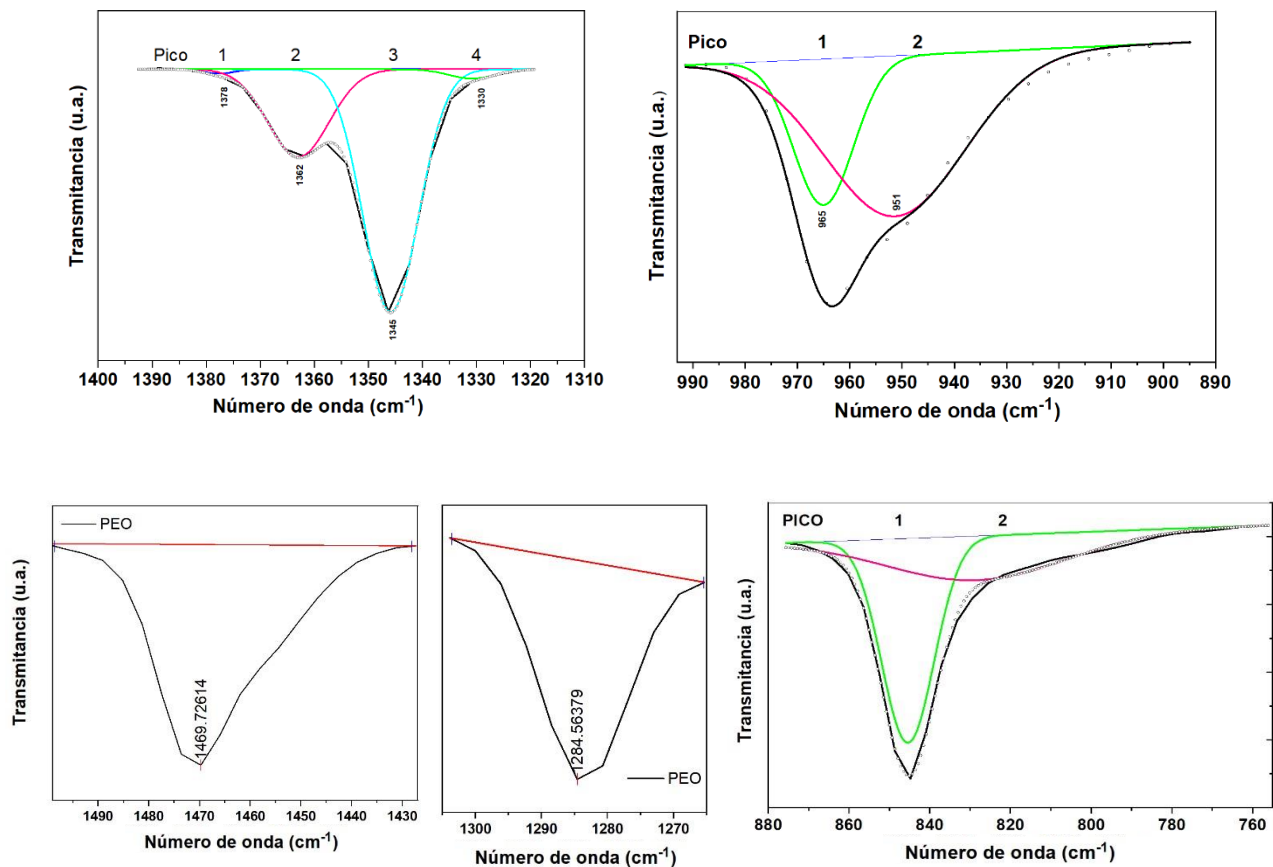 Pico 1 2 3 4
1378
1362
1345
1330
Transmitancia (u.a.)
1400 1390 1380 1370 1360 1350 1340 1330 1320 1310
Número de onda (cm-1)
Pico 1 2
965
951
Transmitancia (u.a.)
990 980 970 960 950 940 930 920 910 900 890
Número de onda (cm-1)
PEO
1469.72614
Transmitancia (u.a.)
1490 1480 1470 1460 1450 1440 1430
Número de onda (cm-1)
1284.56379
PEO
1300 1290 1280 1270
Número de onda (cm-1)
PICO 1 2
Transmitancia (u.a.)
880 860 840 820 800 780 760
Número de onda (cm-1)